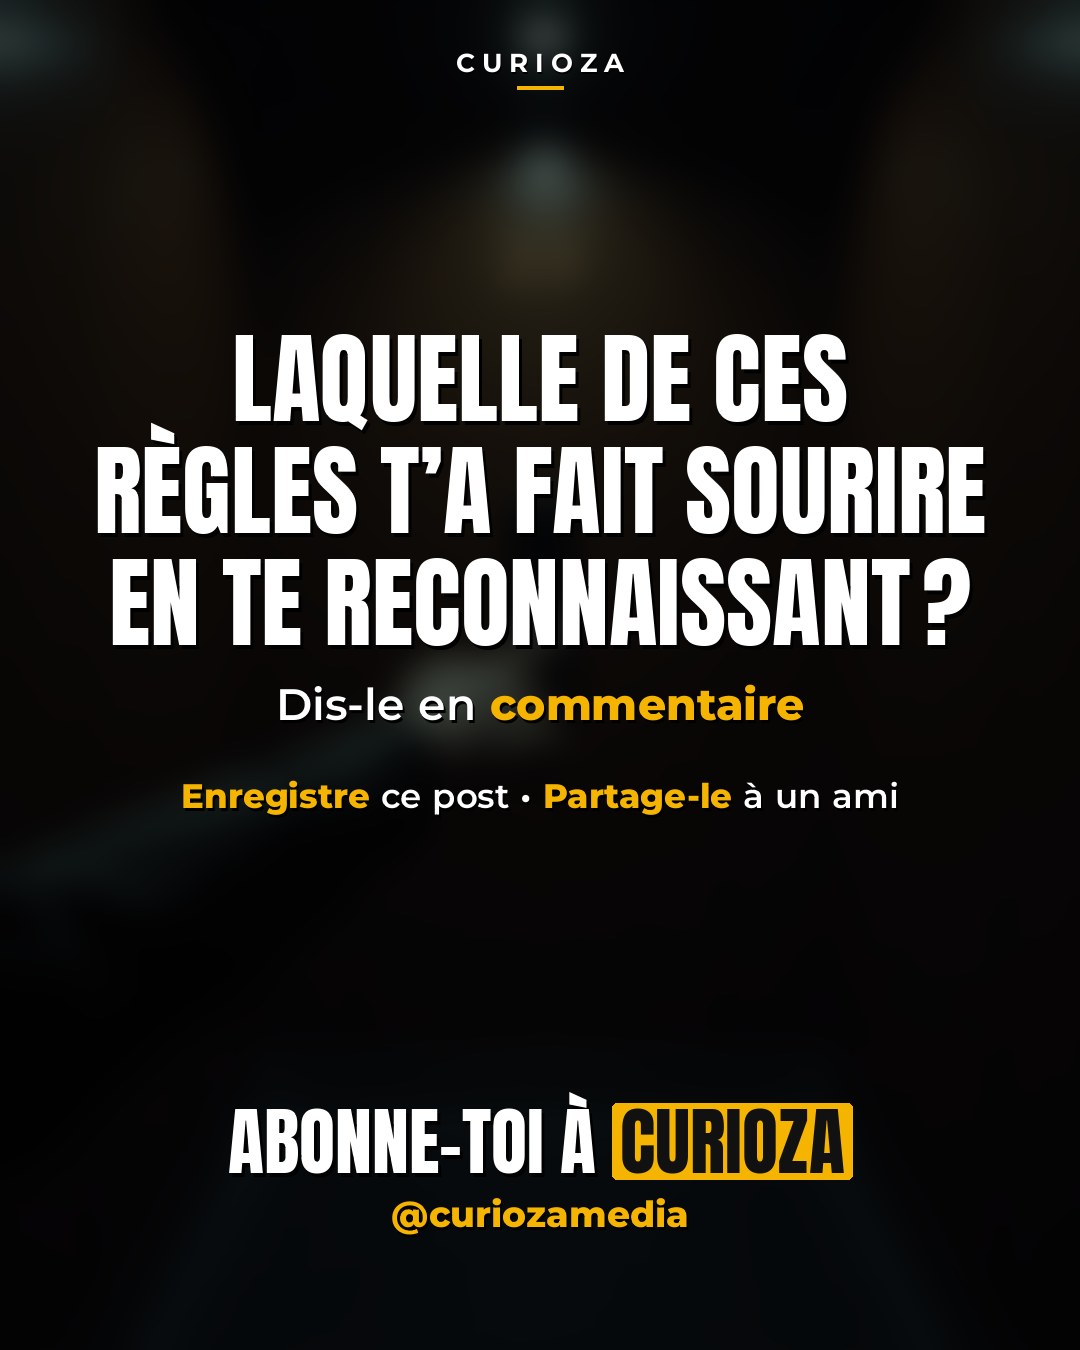 CURIOZA
LAQUELLE DE CES
RÈGLES T’A FAIT SOURIRE
EN TE RECONNAISSANT ?
Dis-le en commentaire
Enregistre ce post • Partage-le à un ami
ABONNE-TOI À CURIOZA
@curiozamedia